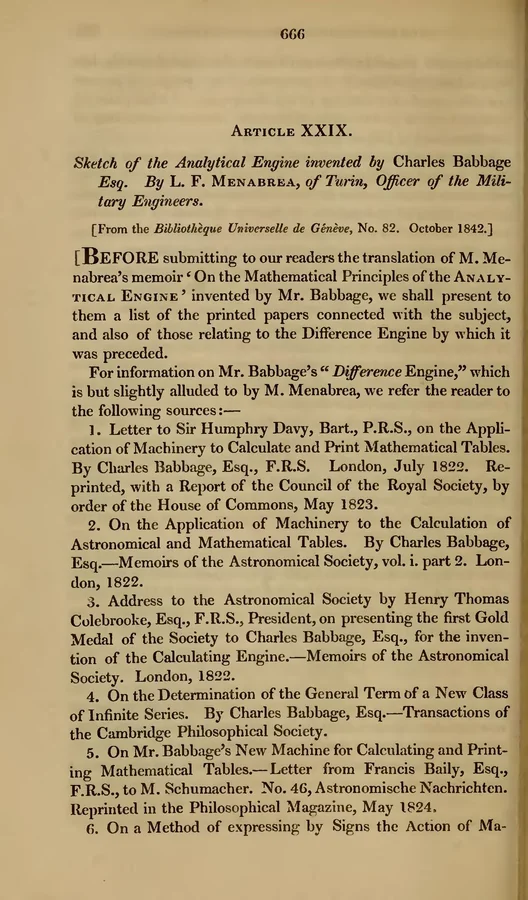 666
ARTICLE XXIX.
Sketch of the Analytical Engine invented by Charles Babbage
Esq. By L. F. MENABREA, of Turin, Officer of the Mili-
tary Engineers.
[From the Bibliothèque Universelle de Génève, No. 82. October 1842.]
[BEFORE submitting to our readers the translation of M. Me-
nabrea's memoir ‘On the Mathematical Principles of the ANALY-
TICAL ENGINE’ invented by Mr. Babbage, we shall present to
them a list of the printed papers connected with the subject,
and also of those relating to the Difference Engine by which it
was preceded.
For information on Mr. Babbage's “Difference Engine,” which
is but slightly alluded to by M. Menabrea, we refer the reader to
the following sources:—
1. Letter to Sir Humphry Davy, Bart., P.R.S., on the Appli-
cation of Machinery to Calculate and Print Mathematical Tables.
By Charles Babbage, Esq., F.R.S. London, July 1822. Re-
printed, with a Report of the Council of the Royal Society, by
order of the House of Commons, May 1823.
2. On the Application of Machinery to the Calculation of
Astronomical and Mathematical Tables. By Charles Babbage,
Esq.—Memoirs of the Astronomical Society, vol. i. part 2. Lon-
don, 1822.
3. Address to the Astronomical Society by Henry Thomas
Colebrooke, Esq., F.R.S., President, on presenting the first Gold
Medal of the Society to Charles Babbage, Esq., for the inven-
tion of the Calculating Engine.—Memoirs of the Astronomical
Society. London, 1822.
4. On the Determination of the General Term of a New Class
of Infinite Series. By Charles Babbage, Esq.—Transactions of
the Cambridge Philosophical Society.
5. On Mr. Babbage's New Machine for Calculating and Print-
ing Mathematical Tables.—Letter from Francis Baily, Esq.,
F.R.S., to M. Schumacher. No. 46, Astronomische Nachrichten.
Reprinted in the Philosophical Magazine, May 1824.
6. On a Method of expressing by Signs the Action of Ma-